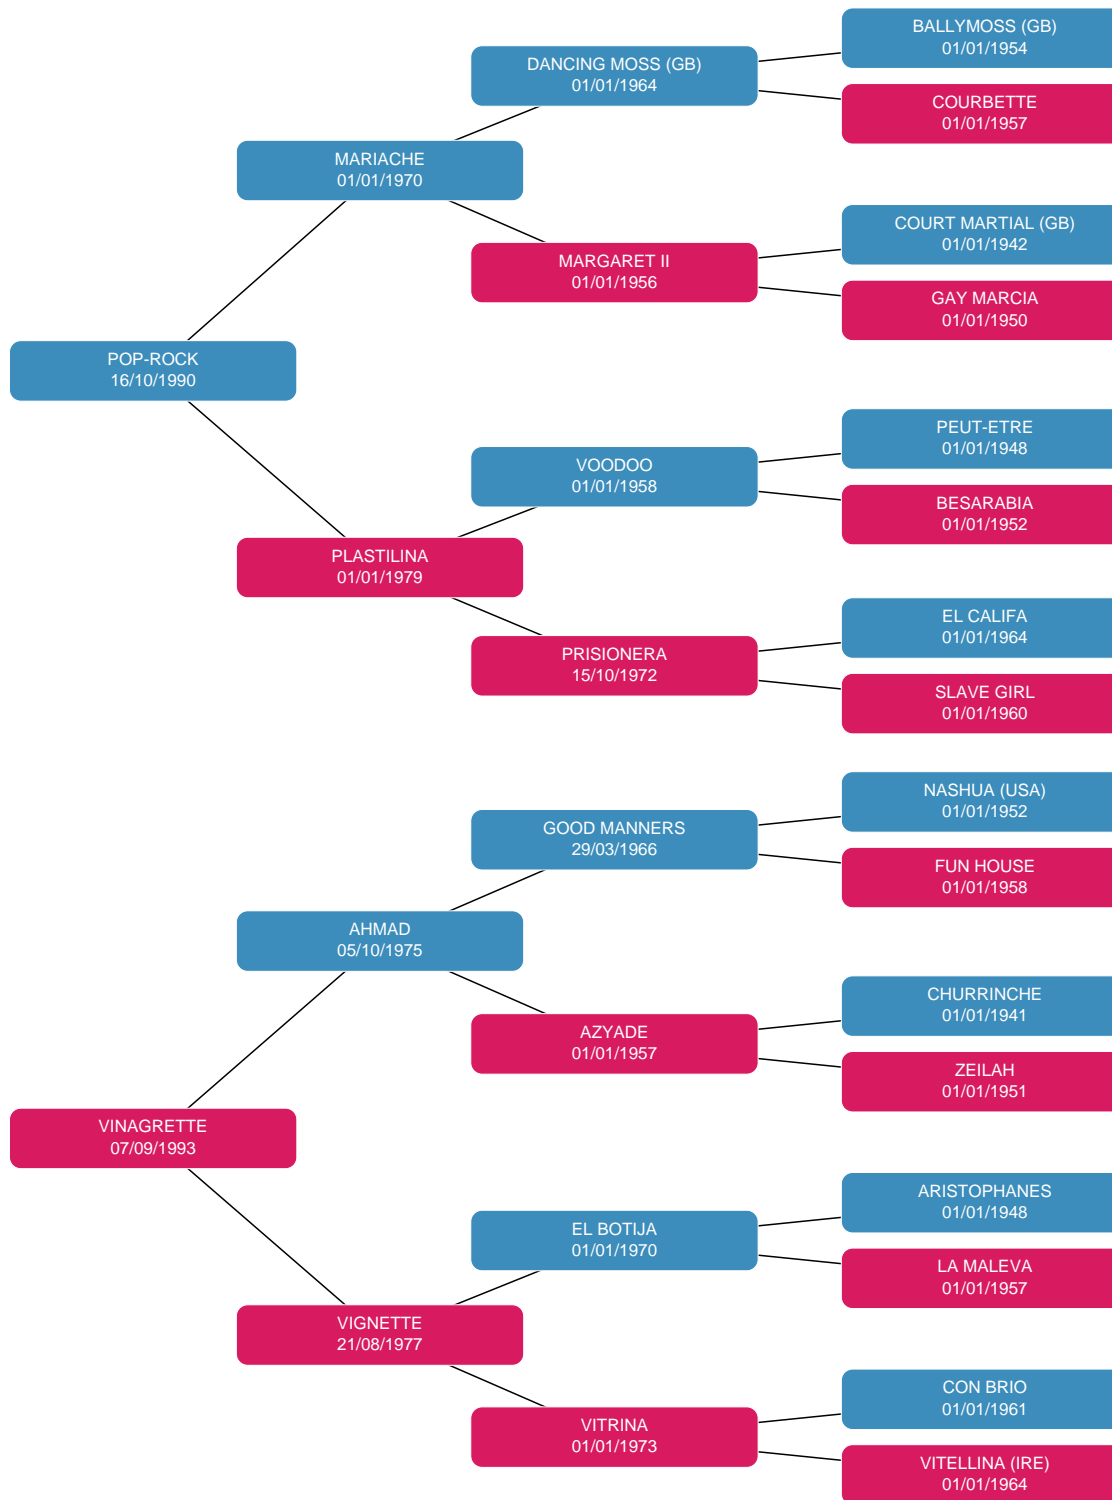 BALLYMOSS (GB)
01/01/1954
DANCING MOSS (GB)
01/01/1964
COURBETTE
01/01/1957
MARIACHE
01/01/1970
COURT MARTIAL (GB)
01/01/1942
MARGARET II
01/01/1956
GAY MARCIA
01/01/1950
POP-ROCK
16/10/1990
PEUT-ETRE
01/01/1948
VOODOO
01/01/1958
BESARABIA
01/01/1952
PLASTILINA
01/01/1979
EL CALIFA
01/01/1964
PRISIONERA
15/10/1972
SLAVE GIRL
01/01/1960
NASHUA (USA)
01/01/1952
GOOD MANNERS
29/03/1966
FUN HOUSE
01/01/1958
AHMAD
05/10/1975
CHURRINCHE
01/01/1941
AZYADE
01/01/1957
ZEILAH
01/01/1951
VINAGRETTE
07/09/1993
ARISTOPHANES
01/01/1948
EL BOTIJA
01/01/1970
LA MALEVA
01/01/1957
VIGNETTE
21/08/1977
CON BRIO
01/01/1961
VITRINA
01/01/1973
VITELLINA (IRE)
01/01/1964